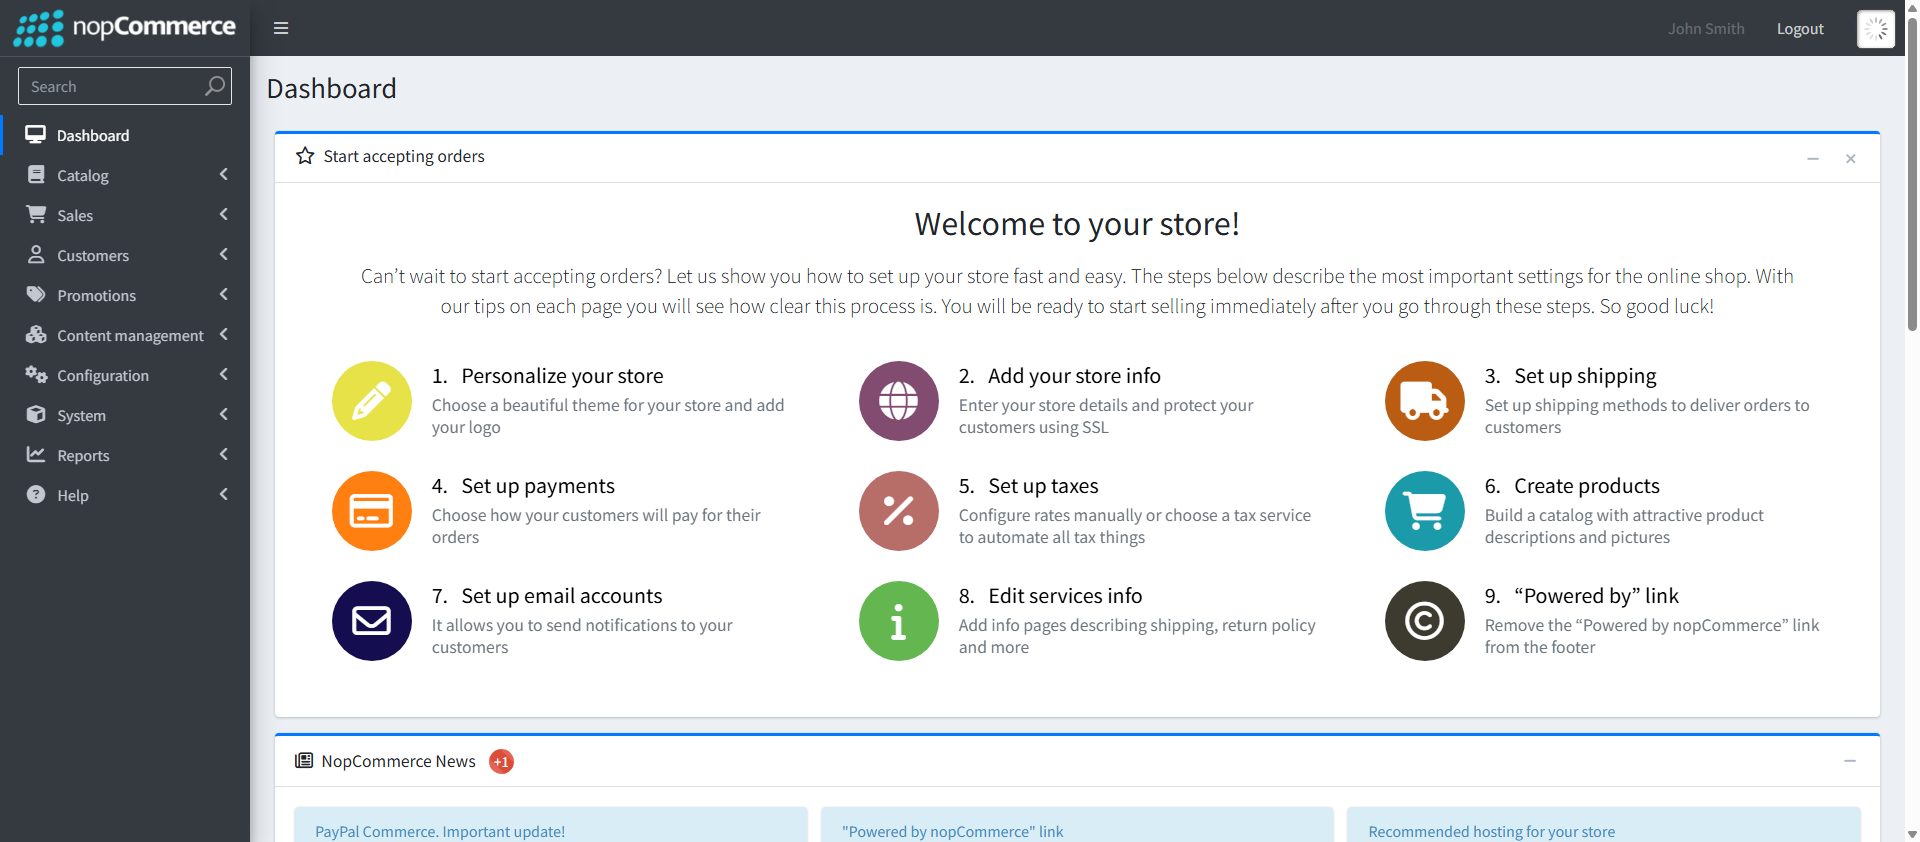 nopCommerce
John Smith
Logout
Search
Dashboard
Catalog
Sales
Customers
Promotions
Content management
Configuration
System
Reports
Help
Dashboard
Start accepting orders
Welcome to your store!
Can’t wait to start accepting orders? Let us show you how to set up your store fast and easy. The steps below describe the most important settings for the online shop. With
our tips on each page you will see how clear this process is. You will be ready to start selling immediately after you go through these steps. So good luck!
1. Personalize your store
Choose a beautiful theme for your store and add
your logo
2. Add your store info
Enter your store details and protect your
customers using SSL
3. Set up shipping
Set up shipping methods to deliver orders to
customers
4. Set up payments
Choose how your customers will pay for their
orders
5. Set up taxes
Configure rates manually or choose a tax service
to automate all tax things
6. Create products
Build a catalog with attractive product
descriptions and pictures
7. Set up email accounts
It allows you to send notifications to your
customers
8. Edit services info
Add info pages describing shipping, return policy
and more
9. “Powered by” link
Remove the “Powered by nopCommerce” link
from the footer
NopCommerce News +1
PayPal Commerce. Important update!
"Powered by nopCommerce" link
Recommended hosting for your store